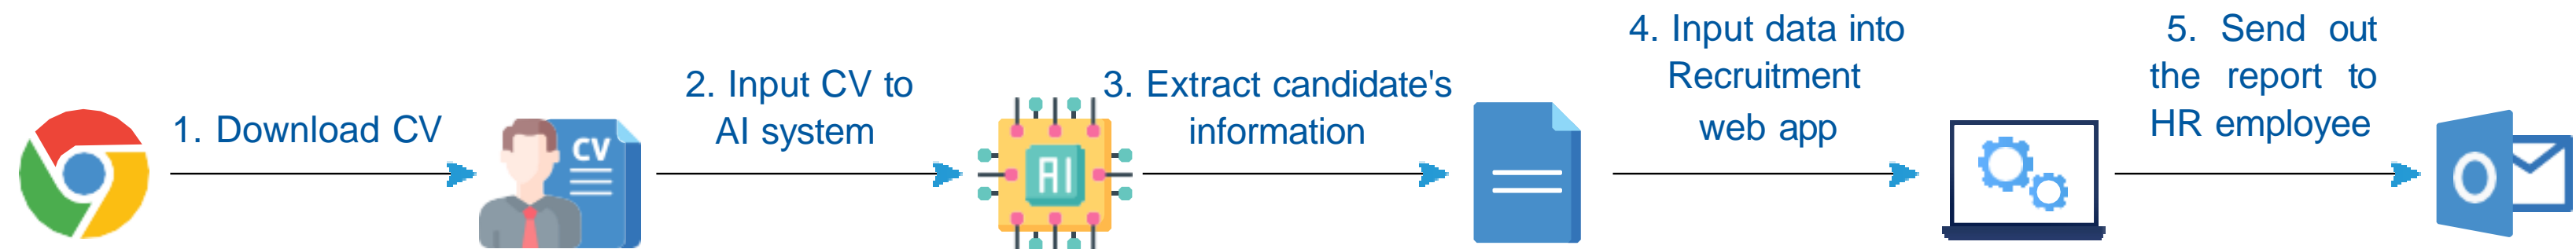 1. Download CV
CV
2. Input CV to
AI system
AI
3. Extract candidate's
information
4. Input data into
Recruitment
web app
5. Send out
the report to
HR employee
O